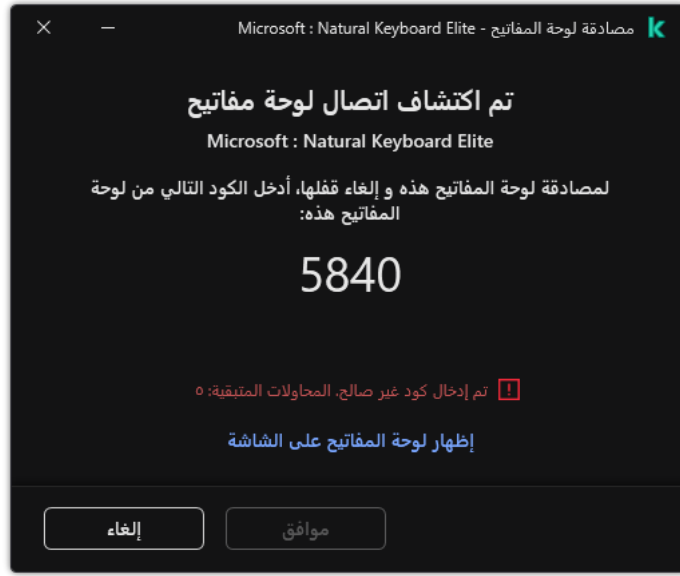 مصادقة لوحة المفاتيح - Microsoft : Natural Keyboard Elite
تم اكتشاف اتصال لوحة مفاتيح
Microsoft : Natural Keyboard Elite
لمصادقة لوحة المفاتيح هذه و إلغاء قفلها، أدخل الكود التالي من لوحة
المفاتيح هذه:
5840
تم إدخال كود غير صالح. المحاولات المتبقية: ٥
إظهار لوحة المفاتيح على الشاشة
موافق
إلغاء